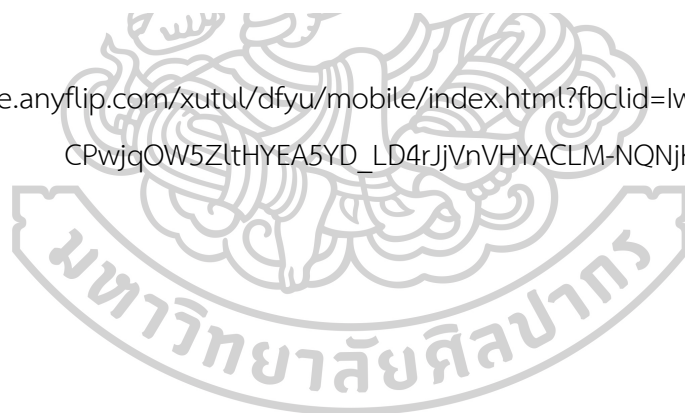 e.anyflip.com/xutul/dfyu/mobile/index.html?fbclid=Iw
CPwjqOW5ZltHYEA5YD_LD4rJjVnVHYACLM-NQNjH
มหาวิทยาลัยศิลปากร